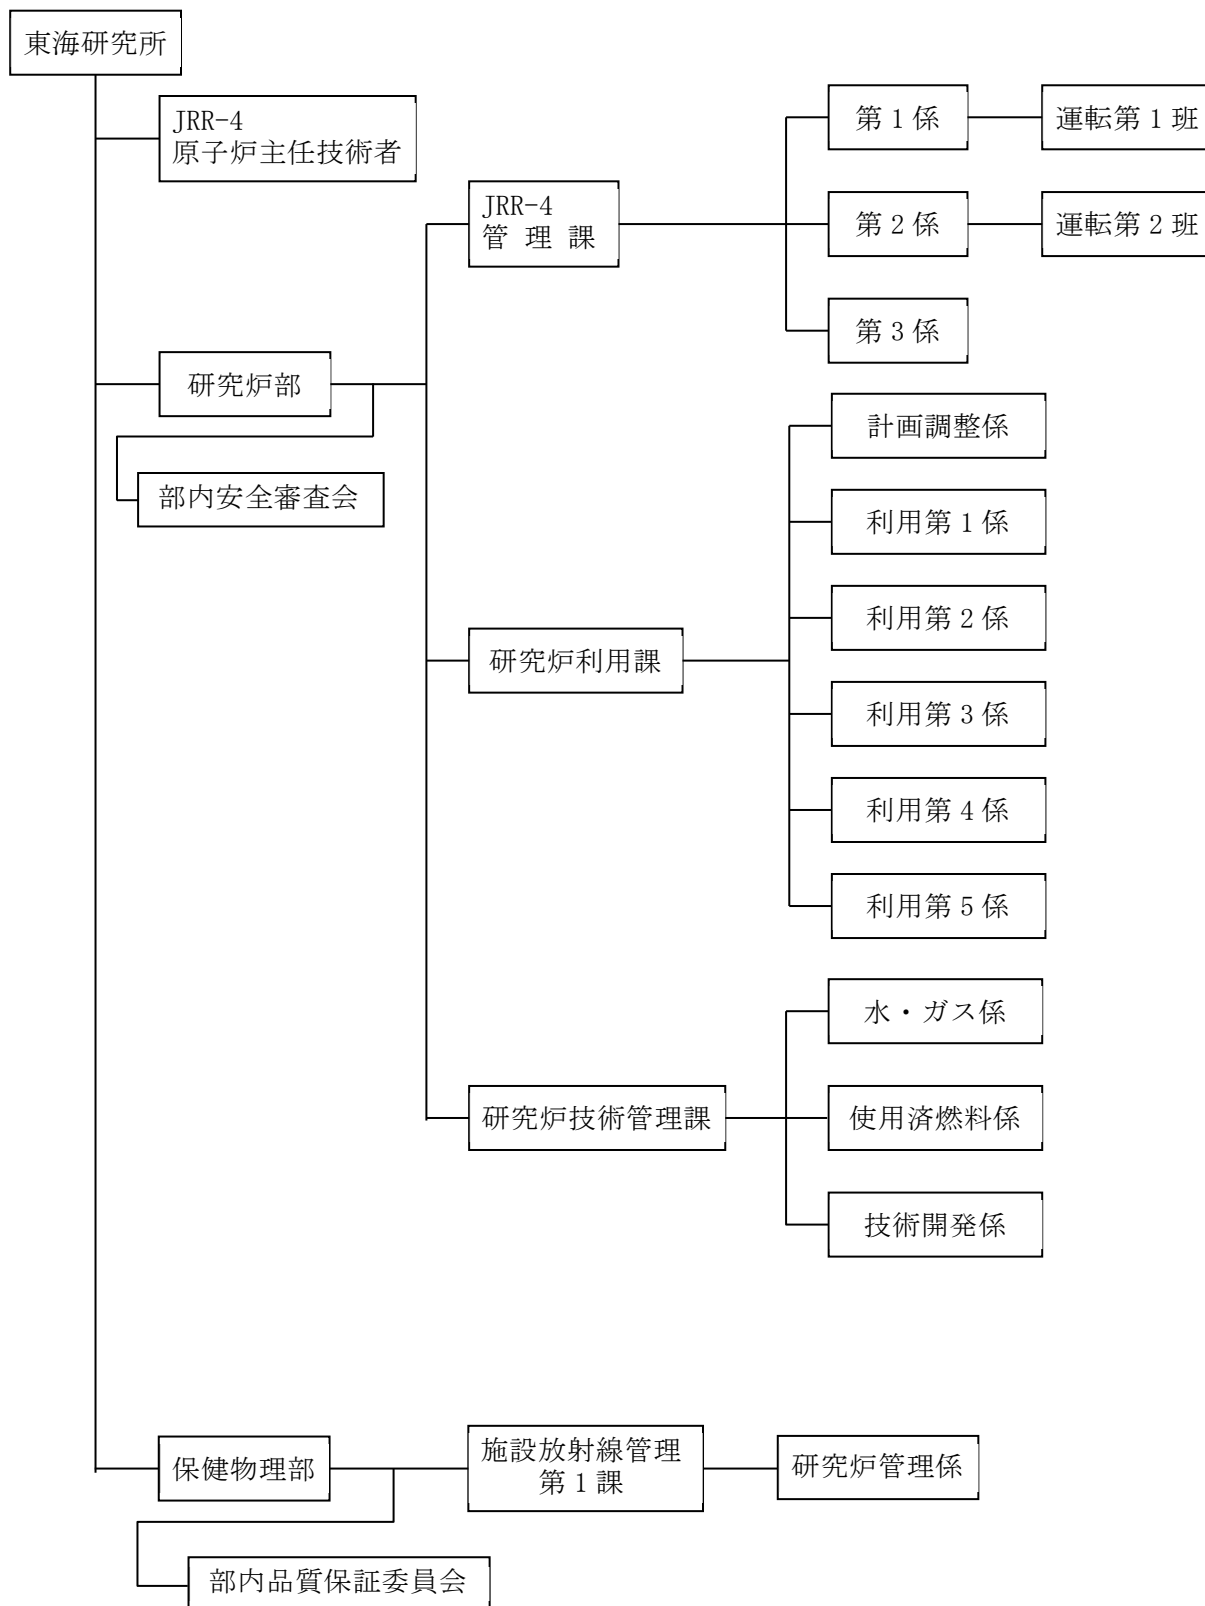 東海研究所
JRR-4
原子炉主任技術者
JRR-4
管 理 課
第1係
運転第1班
第2係
運転第2班
第3係
研究炉部
部内安全審査会
計画調整係
利用第1係
利用第2係
研究炉利用課
利用第3係
利用第4係
利用第5係
水・ガス係
研究炉技術管理課
使用済燃料係
技術開発係
保健物理部
施設放射線管理
第1課
研究炉管理係
部内品質保証委員会